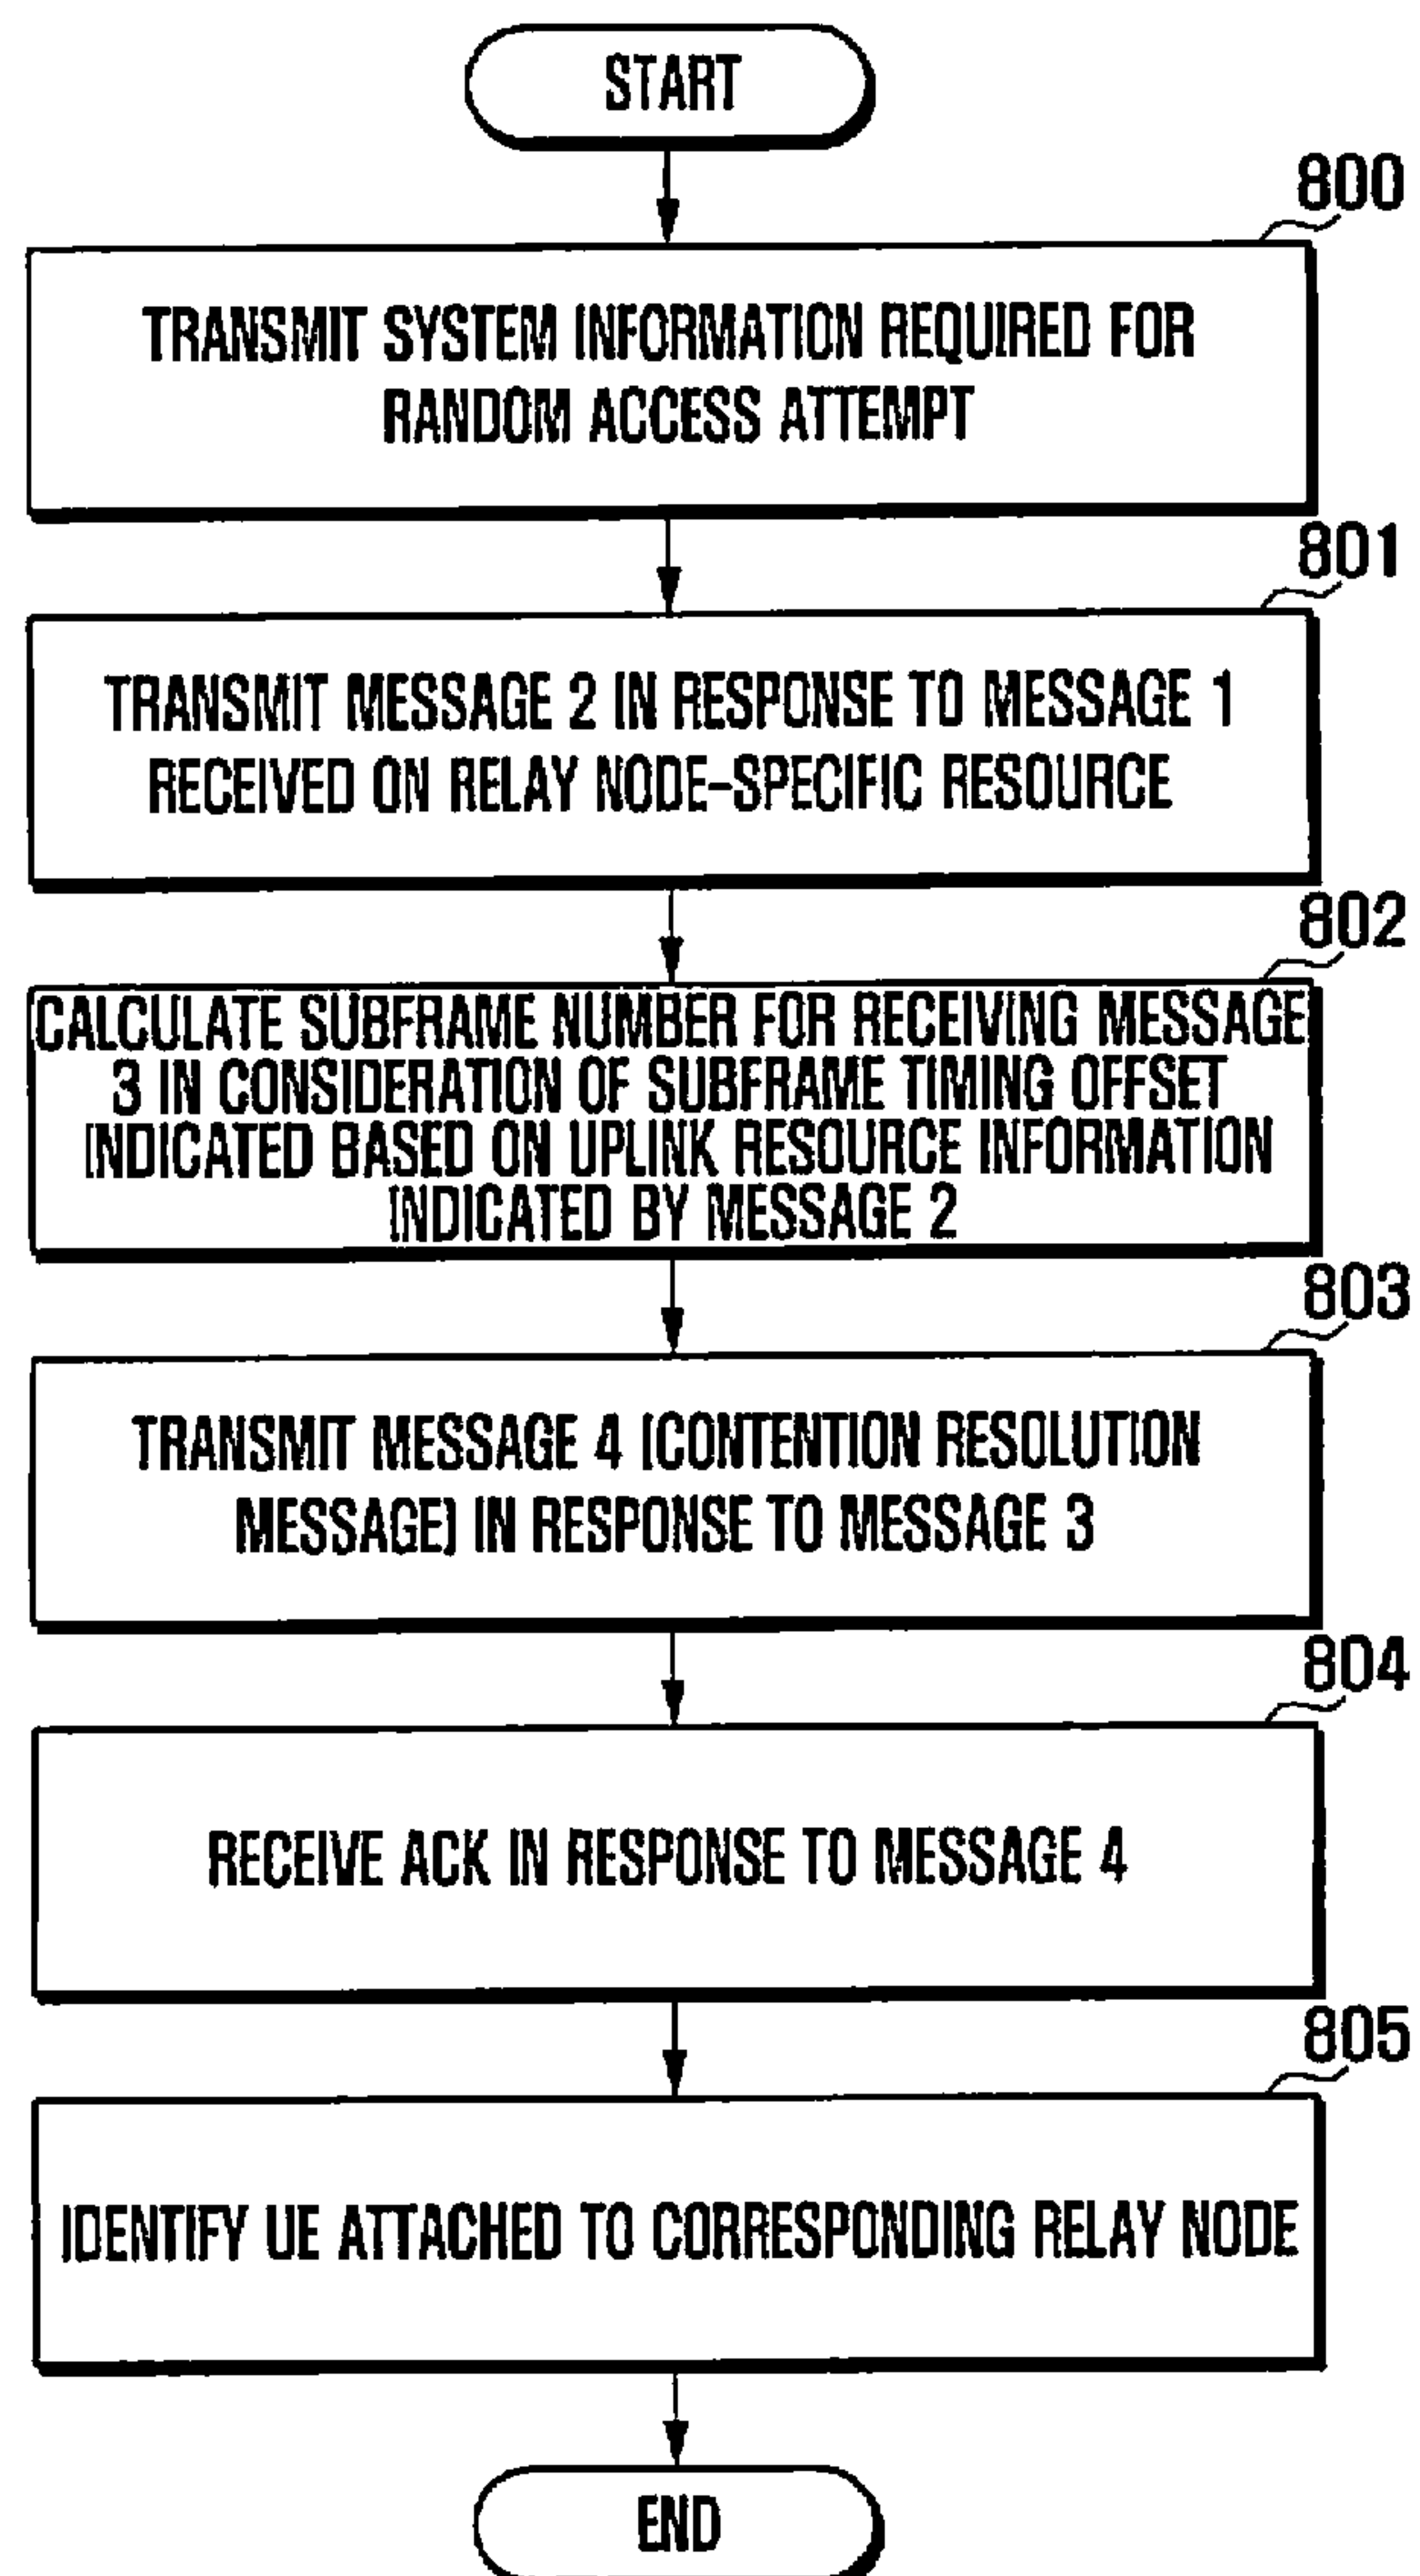 START
800
TRANSMIT SYSTEM INFORMATION REQUIRED FOR
RANDOM ACCESS ATTEMPT
801
TRANSMIT MESSAGE 2 IN RESPONSE TO MESSAGE 1
RECEIVED ON RELAY NODE-SPECIFIC RESOURCE
802
CALCULATE SUBFRAME NUMBER FOR RECEIVING MESSAGE
3 IN CONSIDERATION OF SUBFRAME TIMING OFFSET
INDICATED BASED ON UPLINK RESOURCE INFORMATION
INDICATED BY MESSAGE 2
803
TRANSMIT MESSAGE 4 (CONTENTION RESOLUTION
MESSAGE) IN RESPONSE TO MESSAGE 3
804
RECEIVE ACK IN RESPONSE TO MESSAGE 4
805
IDENTIFY UE ATTACHED TO CORRESPONDING RELAY NODE
END